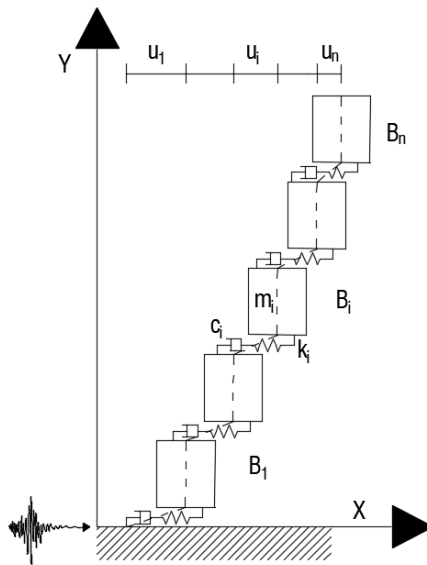 Y
u₁ uᵢ uₙ
Bₙ
mᵢ Bᵢ
cᵢ
kᵢ
B₁
X